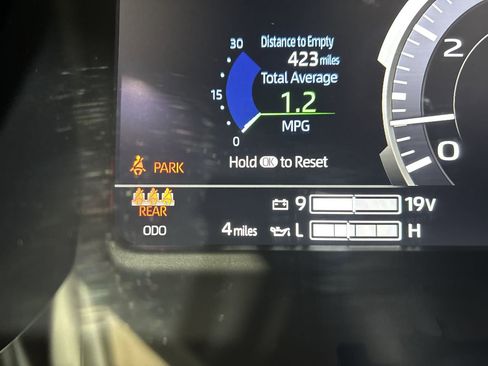 Distance to Empty
423 miles
30
Total Average
15
1.2
MPG
0
Hold OK to Reset
PARK
REAR
9 19V
ODO 4 miles L H
2
0